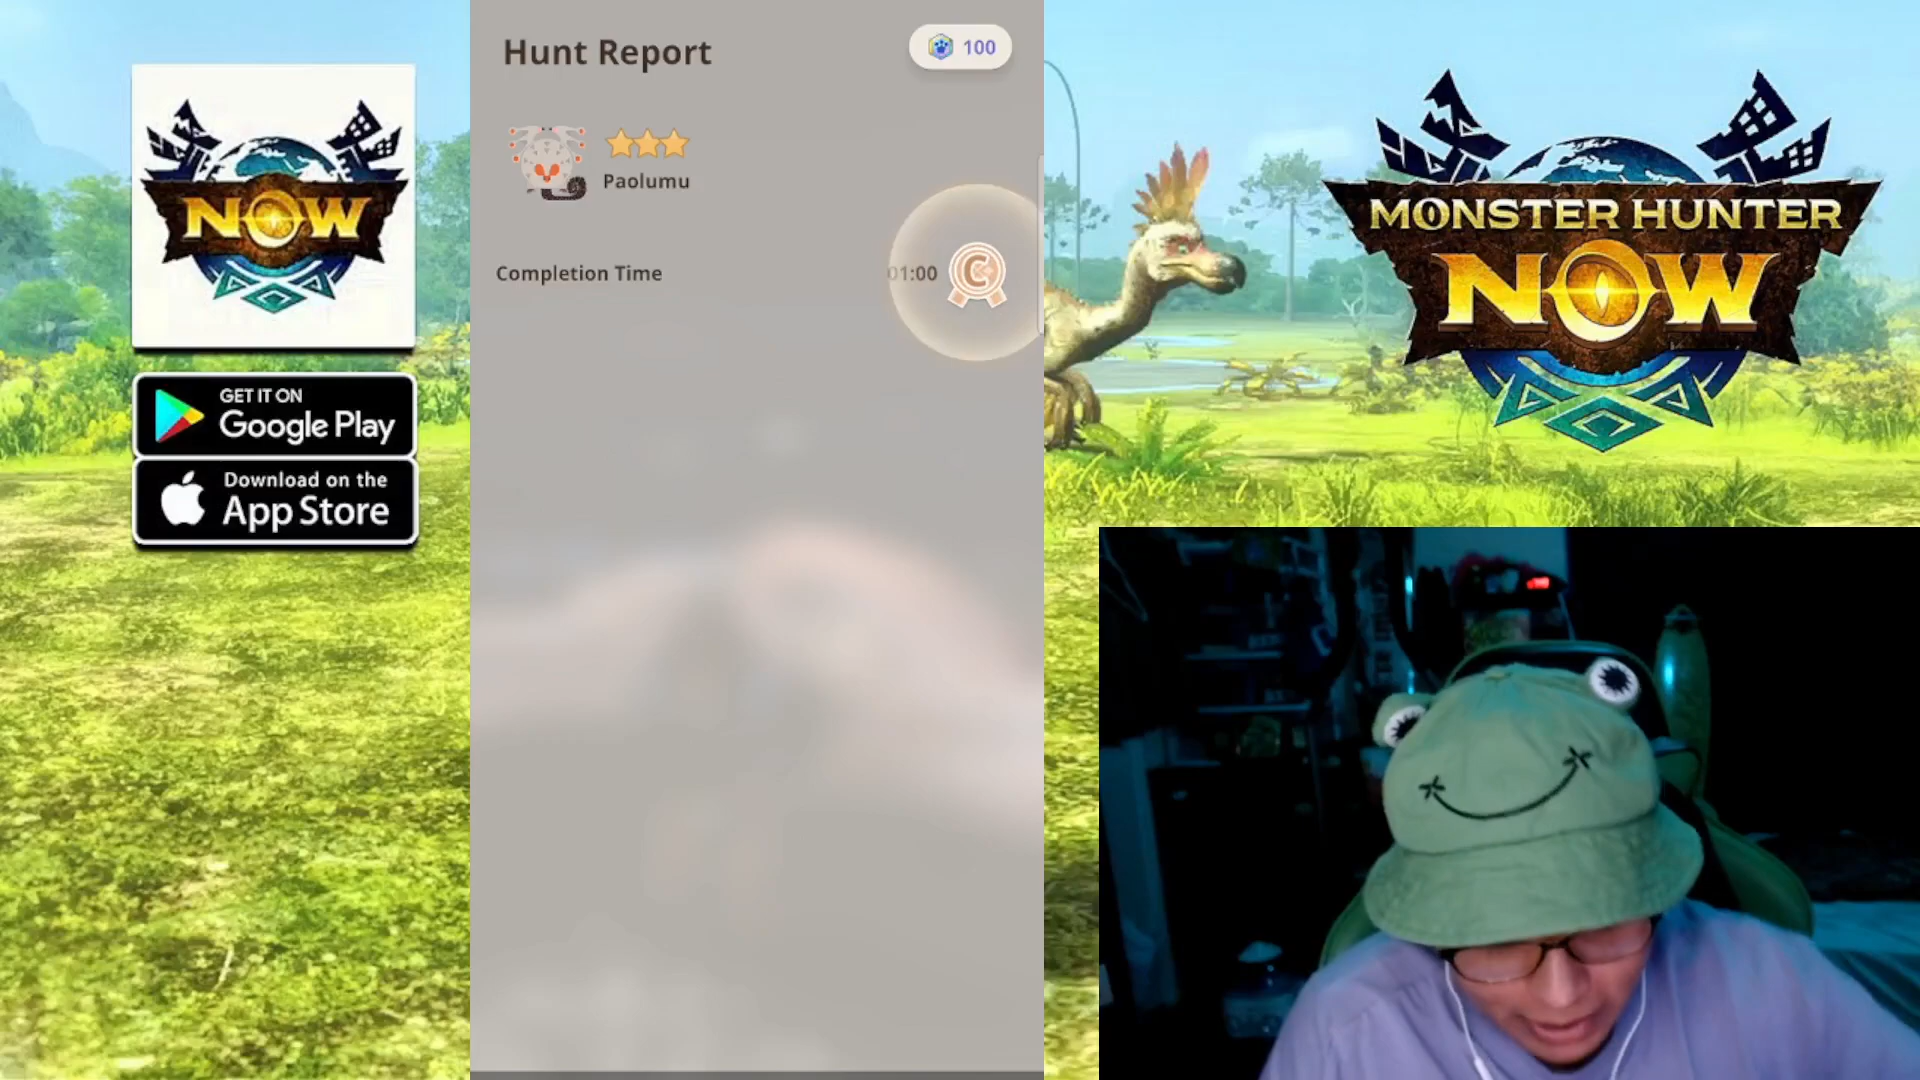 NOW
GET IT ON
Google Play
Download on the
App Store
Hunt Report
100
Paolumu
Completion Time
01:00
C
MONSTER HUNTER
NOW